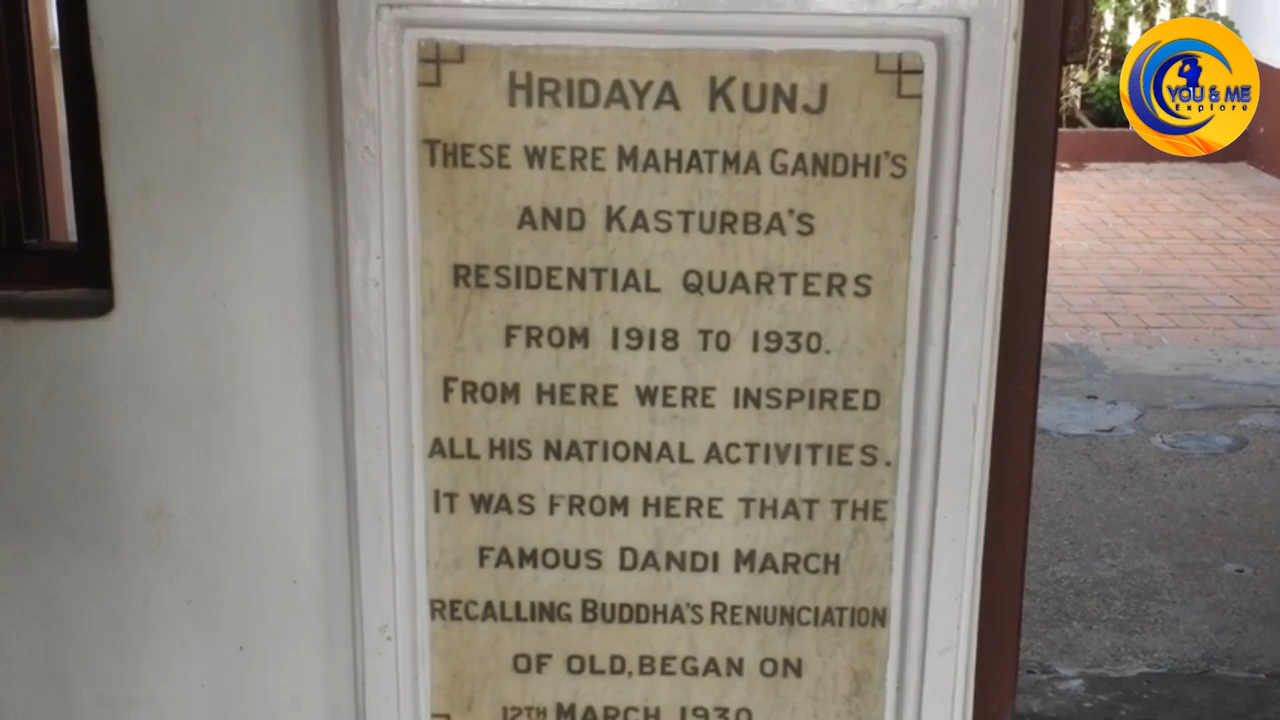 HRIDAYA KUNJ
THESE WERE MAHATMA GANDHI'S
AND KASTURBA'S
RESIDENTIAL QUARTERS
FROM 1918 TO 1930.
FROM HERE WERE INSPIRED
ALL HIS NATIONAL ACTIVITIES.
IT WAS FROM HERE THAT THE
FAMOUS DANDI MARCH
RECALLING BUDDHA'S RENUNCIATION
OF OLD, BEGAN ON
12TH MARCH 1930
YOU & ME
Explore